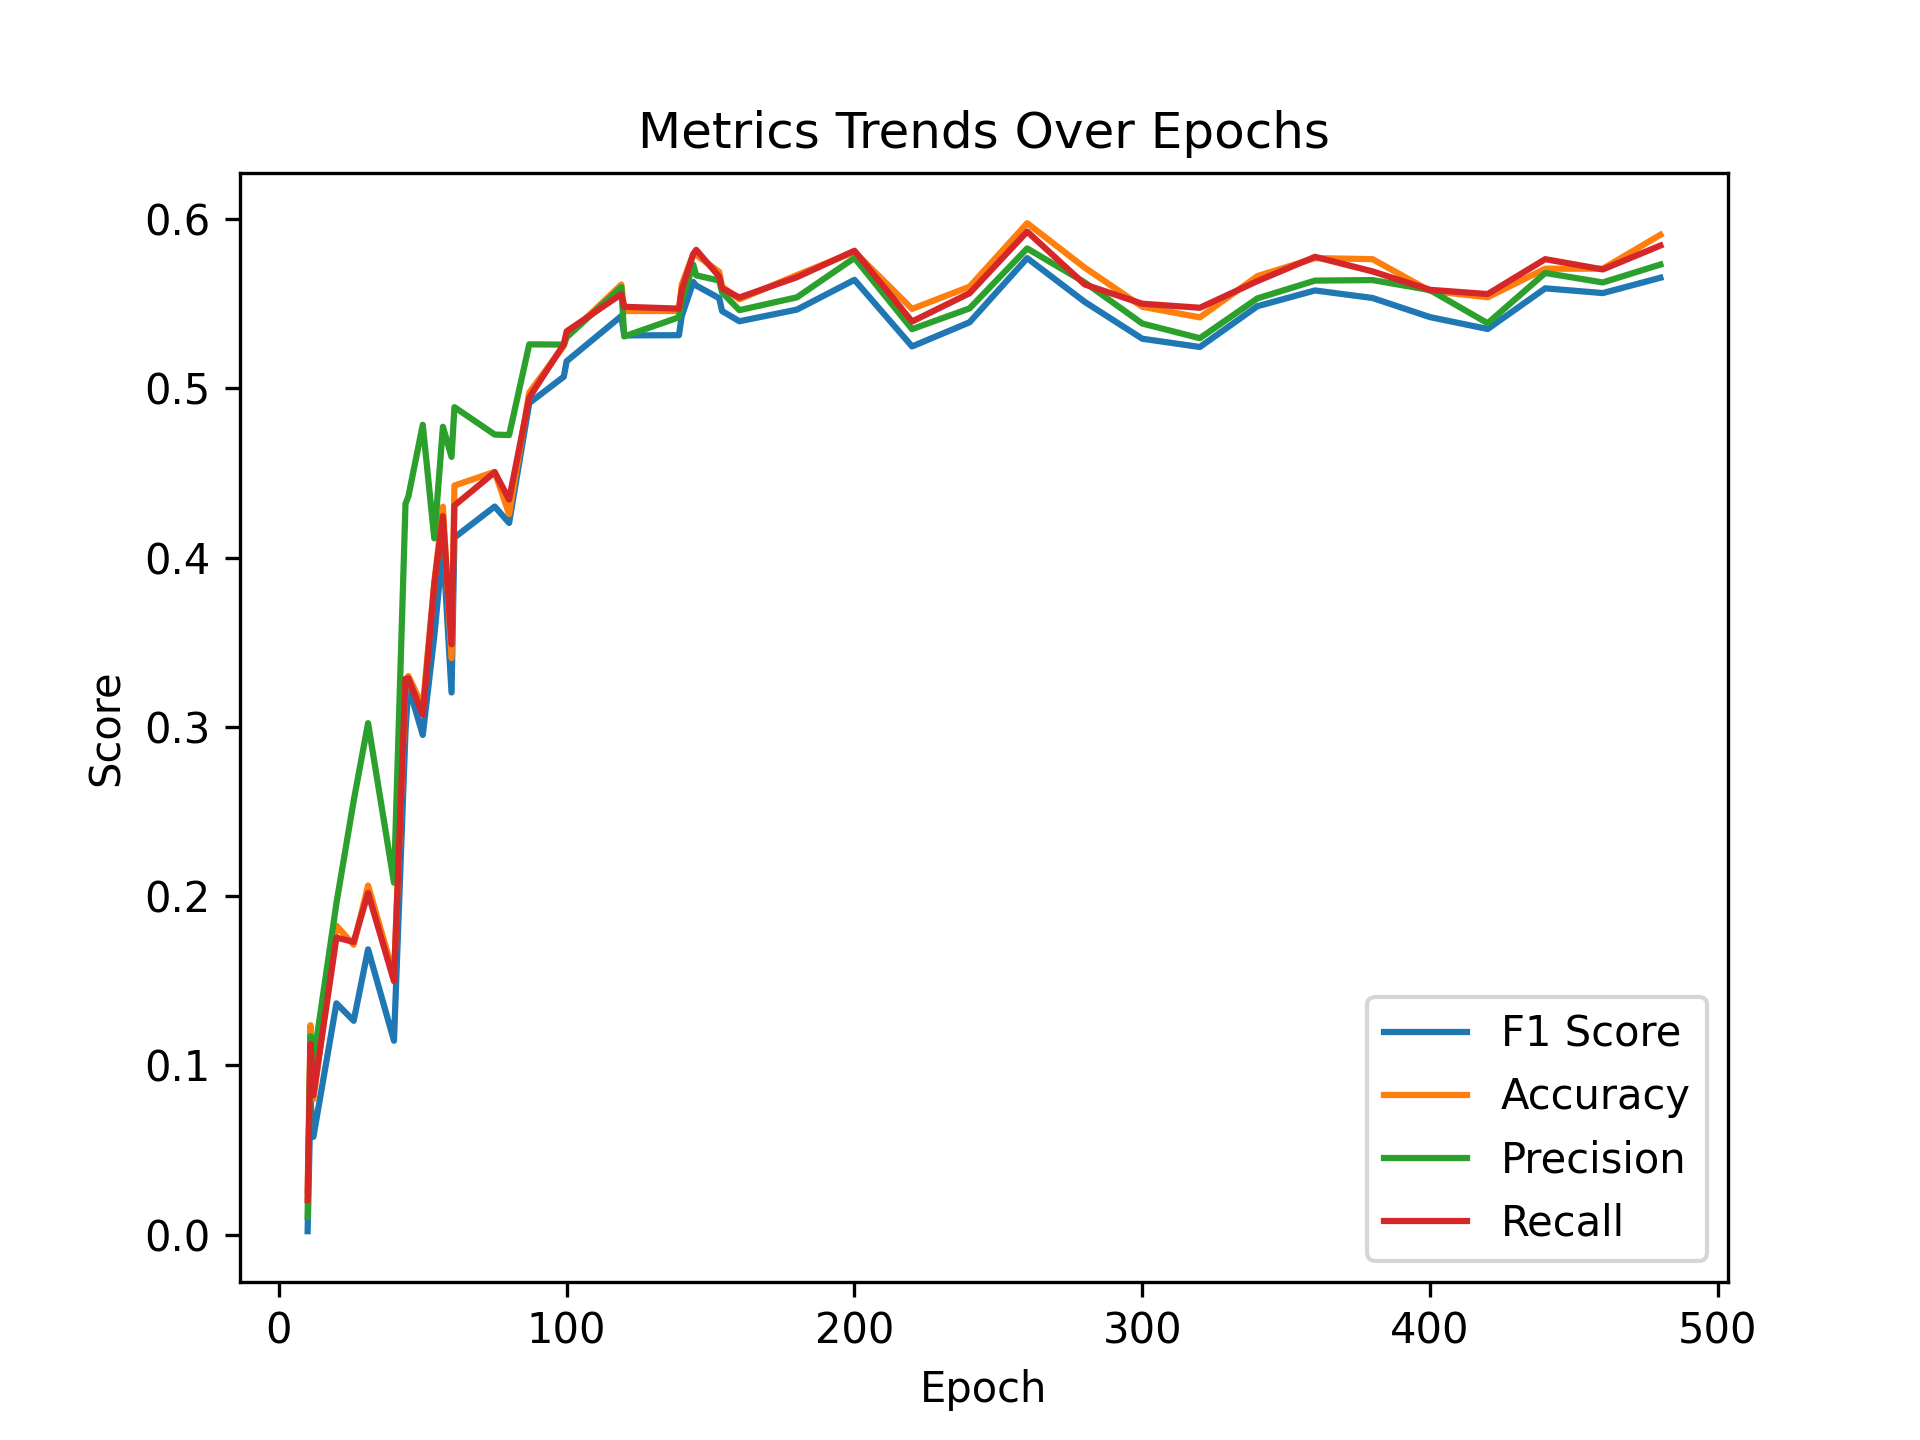 Metrics Trends Over Epochs
0.6
0.5
0.4
0.3
0.2
0.1
0.0
Score
0 100 200 300 400 500
Epoch
F1 Score
Accuracy
Precision
Recall